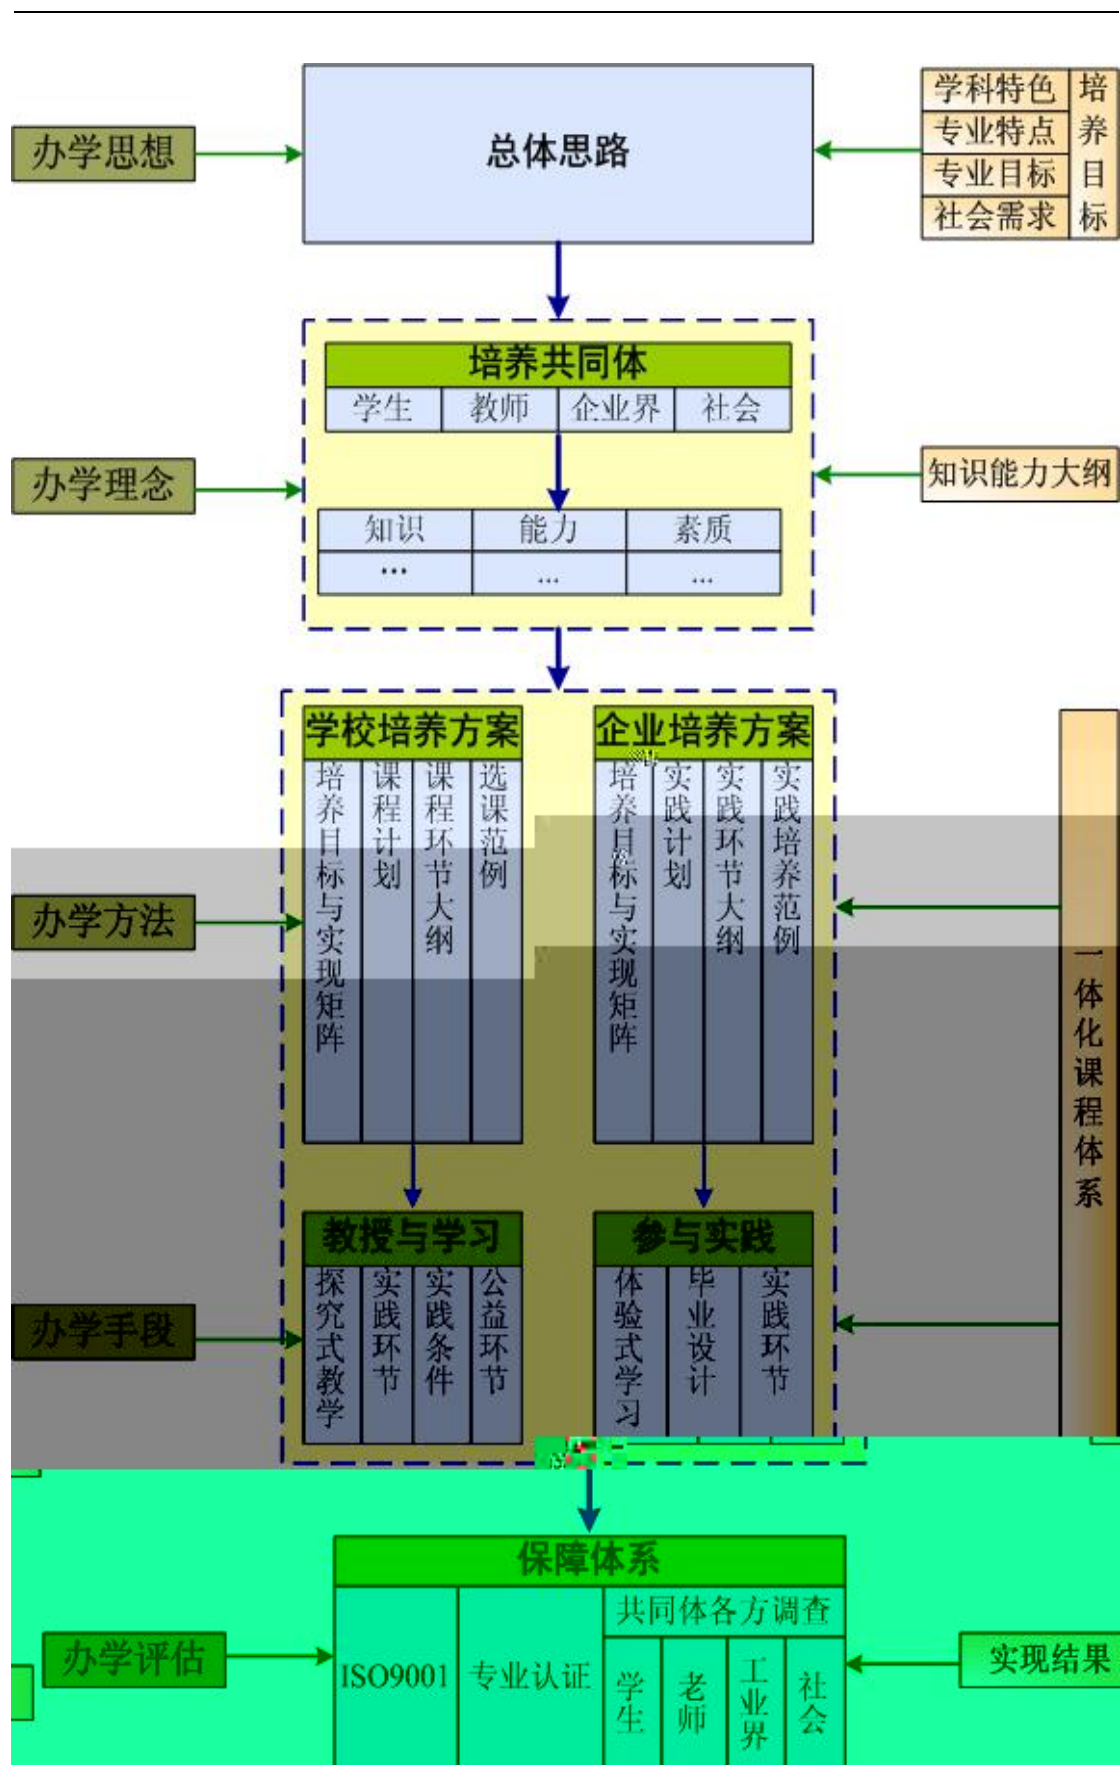 办学思想
总体思路
学科特色
专业特点
专业目标
社会需求
培养目标
培养共同体
学生 教师 企业界 社会
办学理念
知识能力大纲
知识 能力 素质
... ... ...
学校培养方案
培养目标与实现矩阵
课程计划
课程环节大纲
选课范例
企业培养方案
培养目标与实现矩阵
实践计划
实践环节大纲
实践培养范例
办学方法
一体化课程体系
教授与学习
探究式教学
实践环节
实践条件
公益环节
参与实践
体验式学习
毕业设计
实践环节
办学手段
保障体系
办学评估
ISO9001
专业认证
共同体各方调查
学生
老师
工业界
社会
实现结果